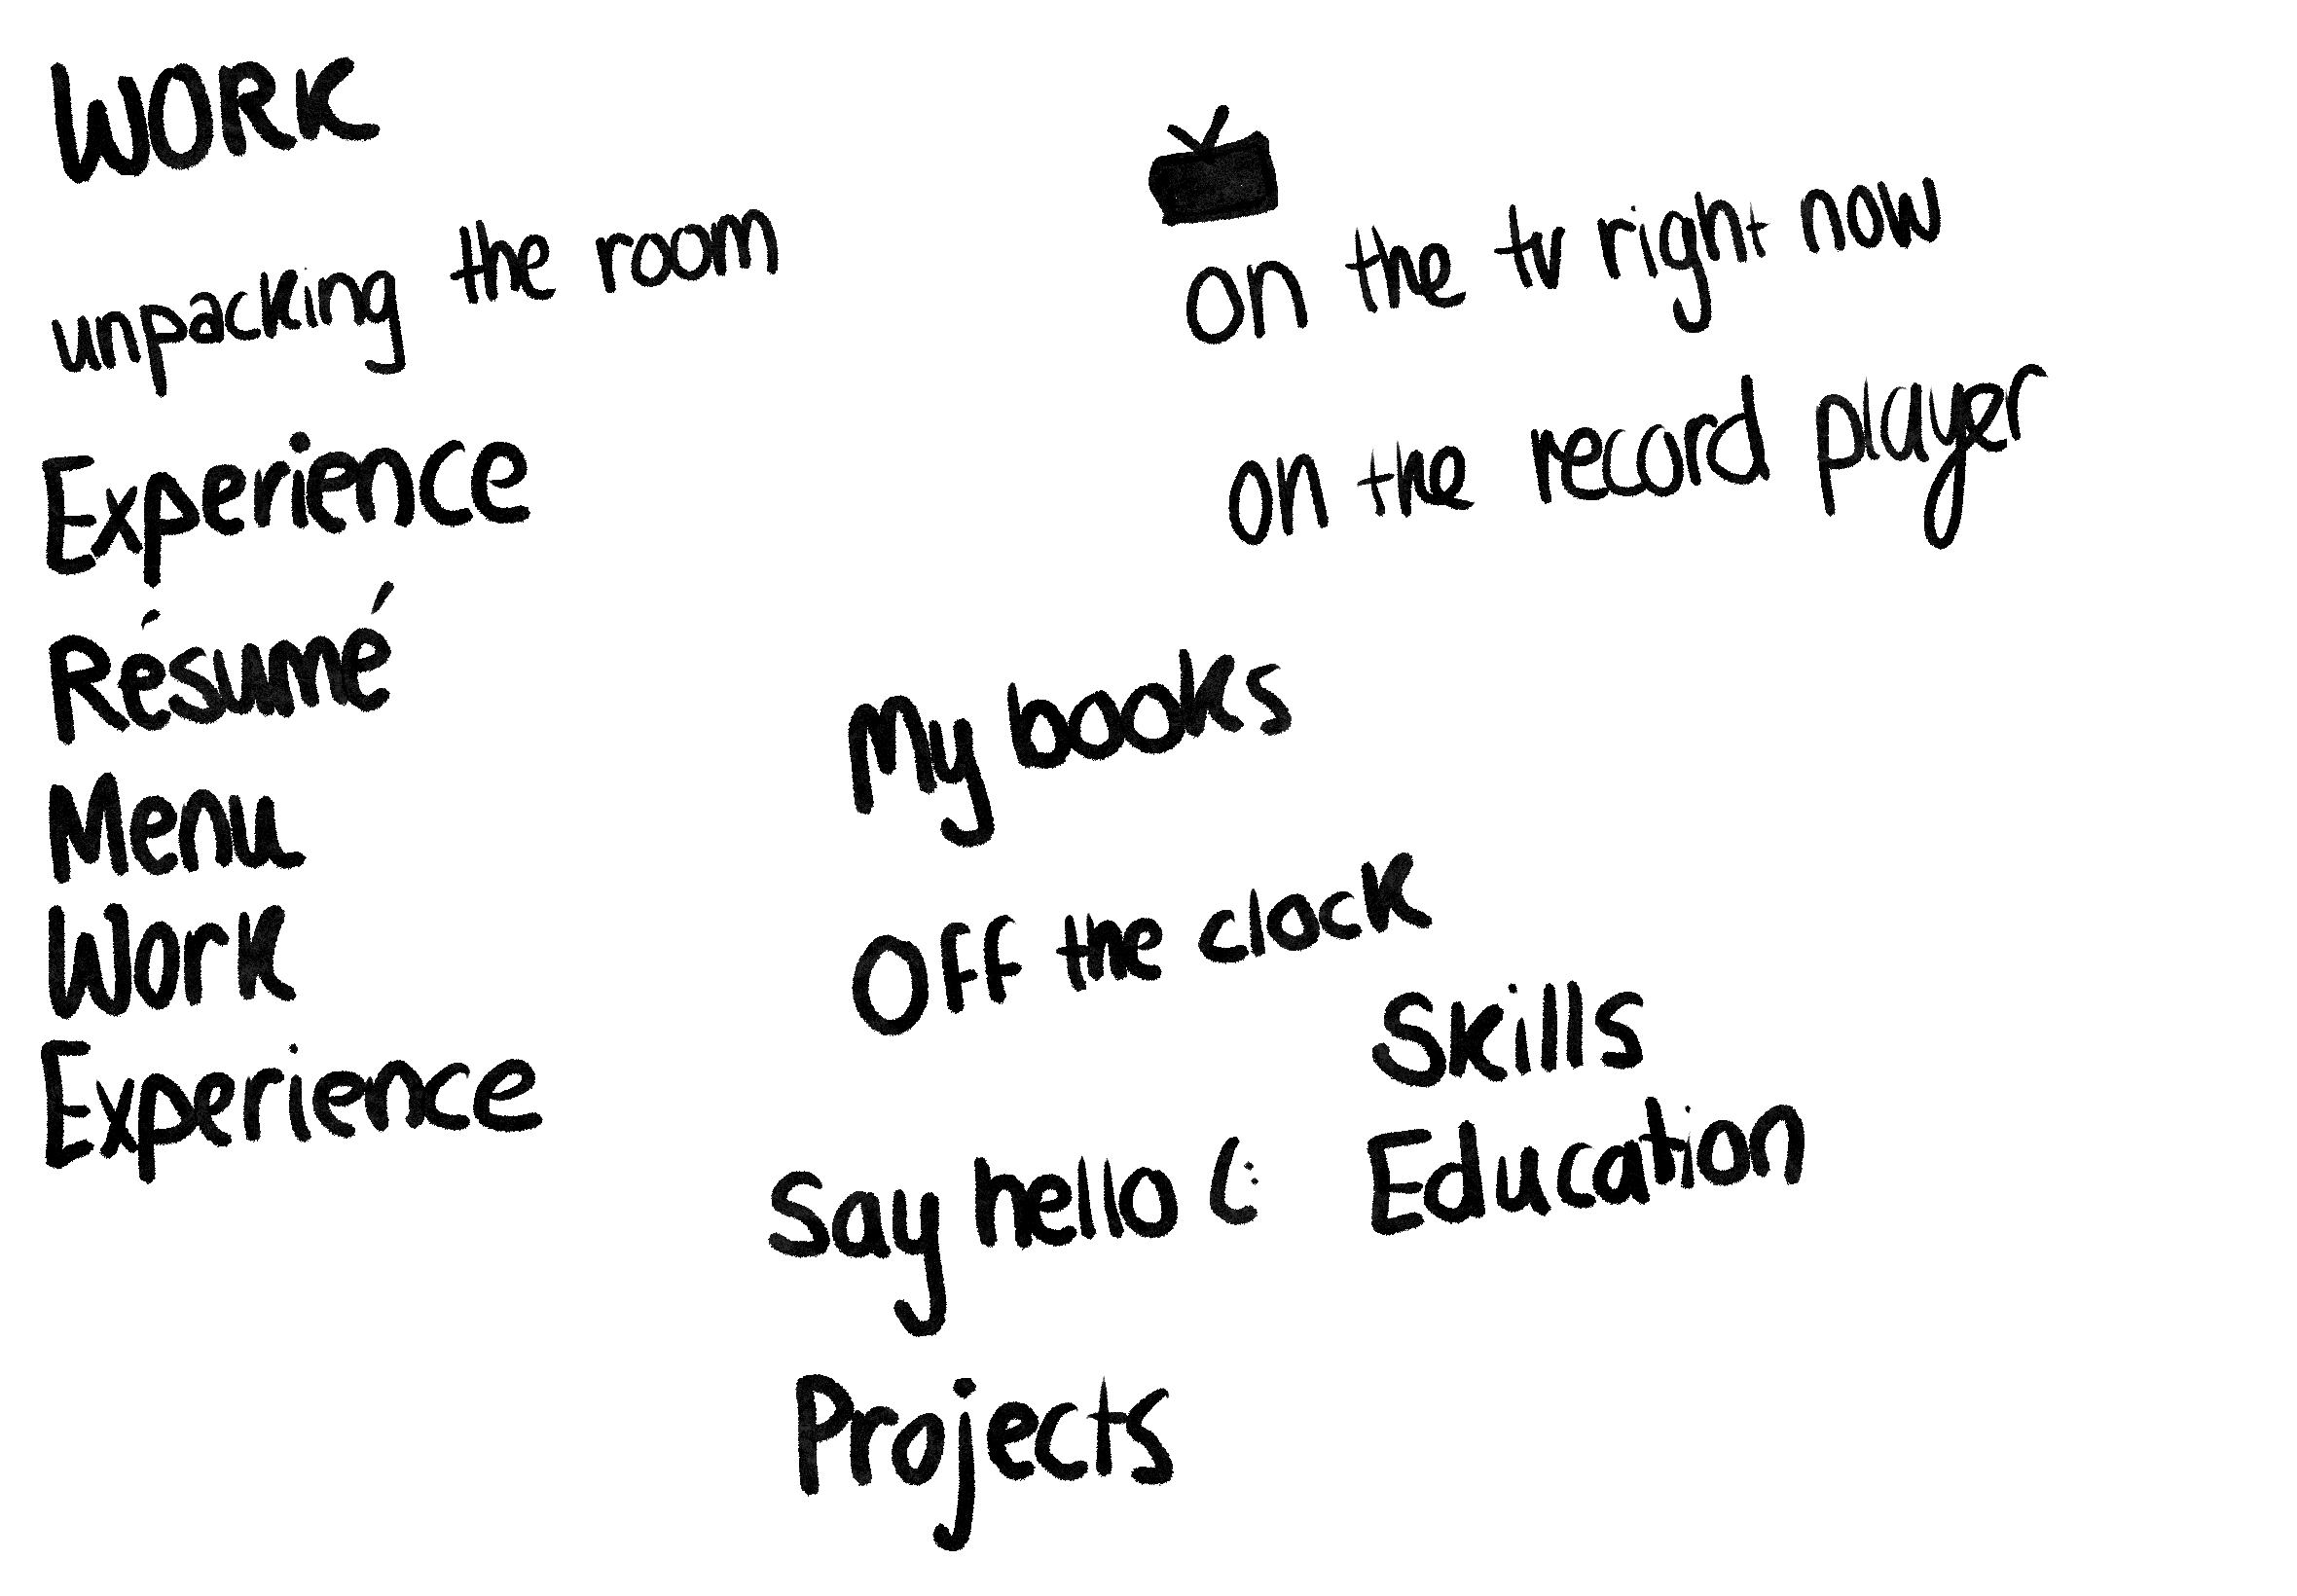 WORK
unpacking the room
Experience
Résumé
Menu
Work
Experience
on the tv right now
on the record player
My books
Off the clock
Skills
Education
Say hello (:
Projects